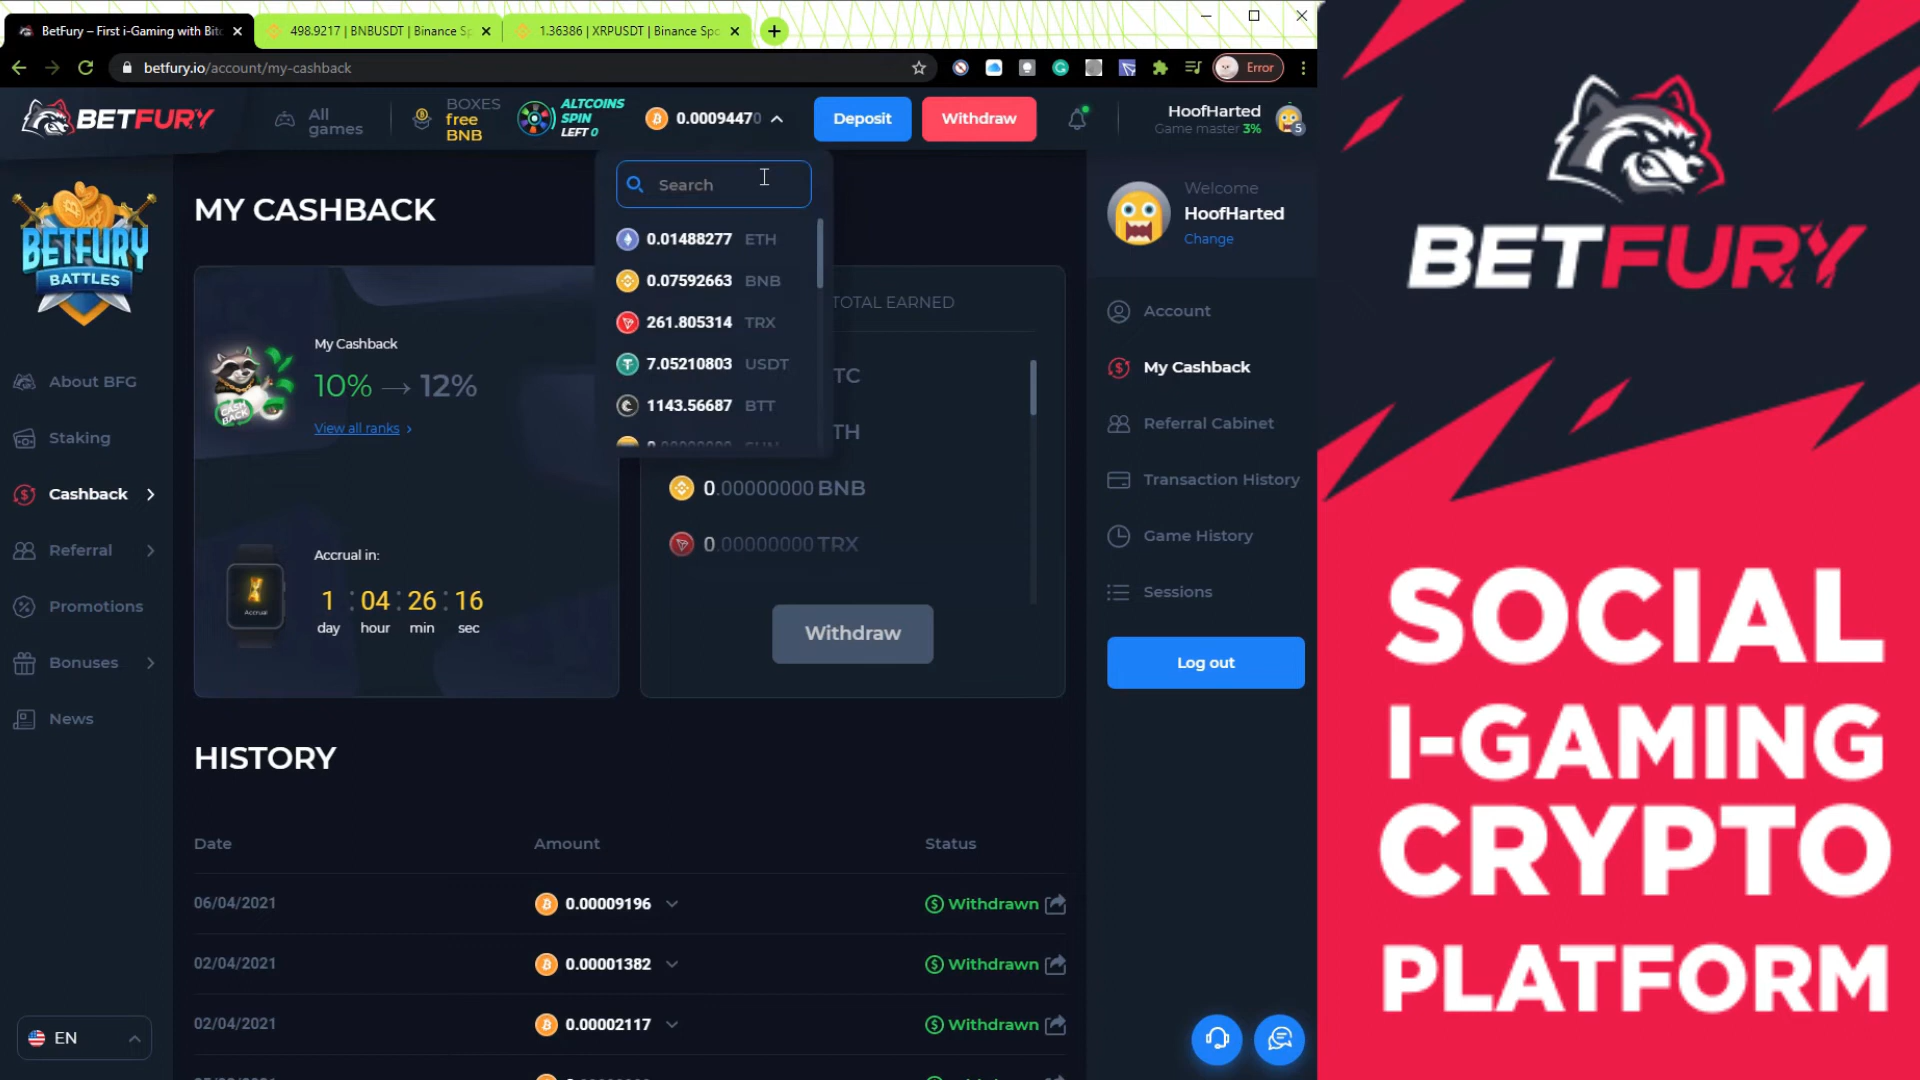 BetFury – First i-Gaming with Bitc
498.9217 | BNBUSDT | Binance Sp
1.36386 | XRPUSDT | Binance Spo
betfury.io/account/my-cashback
Error
BETFURY
All games
BOXES
free
BNB
ALTCOINS
SPIN
LEFT 0
0.00094470
Deposit
Withdraw
HoofHarted
Game master 3%
5
Search
0.01488277 ETH
0.07592663 BNB
261.805314 TRX
7.05210803 USDT
1143.56687 BTT
BETFURY
BATTLES
About BFG
Staking
Cashback
Referral
Promotions
Bonuses
News
EN
MY CASHBACK
My Cashback
10% → 12%
View all ranks
CASH
BACK
Accrual in:
Accrual
1 : 04 : 26 : 16
day hour min sec
TOTAL EARNED
TC
TH
0.00000000 BNB
0.00000000 TRX
Withdraw
HISTORY
Date Amount Status
06/04/2021 0.00009196 Withdrawn
02/04/2021 0.00001382 Withdrawn
02/04/2021 0.00002117 Withdrawn
Welcome
HoofHarted
Change
Account
My Cashback
Referral Cabinet
Transaction History
Game History
Sessions
Log out
BETFURY
SOCIAL
I-GAMING
CRYPTO
PLATFORM